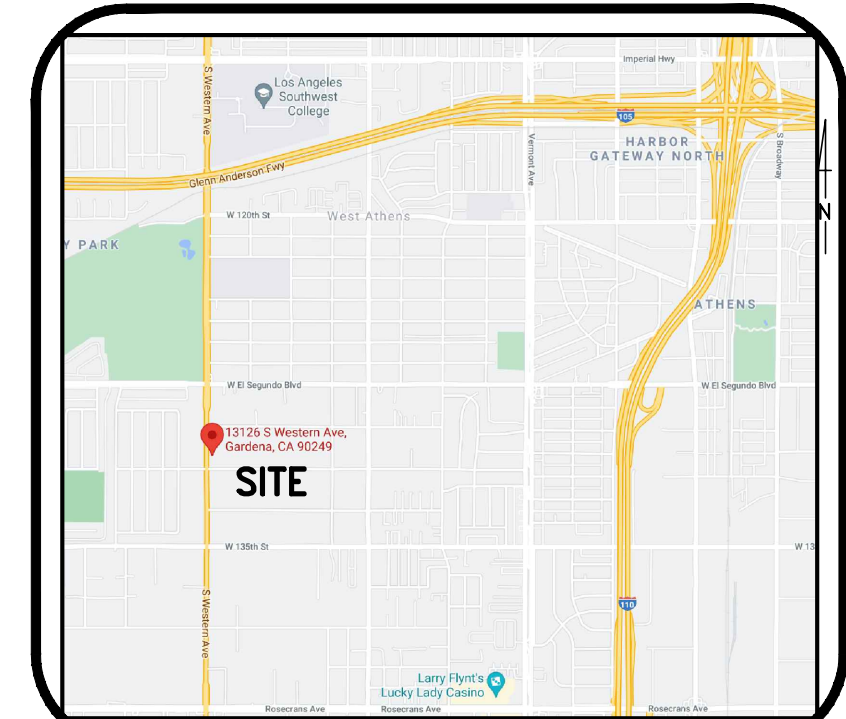 Imperial Hwy
S Western Ave
Los Angeles
Southwest
College
105
HARBOR
GATEWAY NORTH
Vermont Ave
S Broadway
Glenn Anderson Fwy
N
W 120th St
West Athens
Y PARK
ATHENS
W El Segundo Blvd
W El Segundo Blvd
13126 S Western Ave,
Gardena, CA 90249
SITE
W 135th St
W 13
S Western Ave
110
Larry Flynt's
Lucky Lady Casino
Rosecrans Ave
Rosecrans Ave
Rosecrans Ave